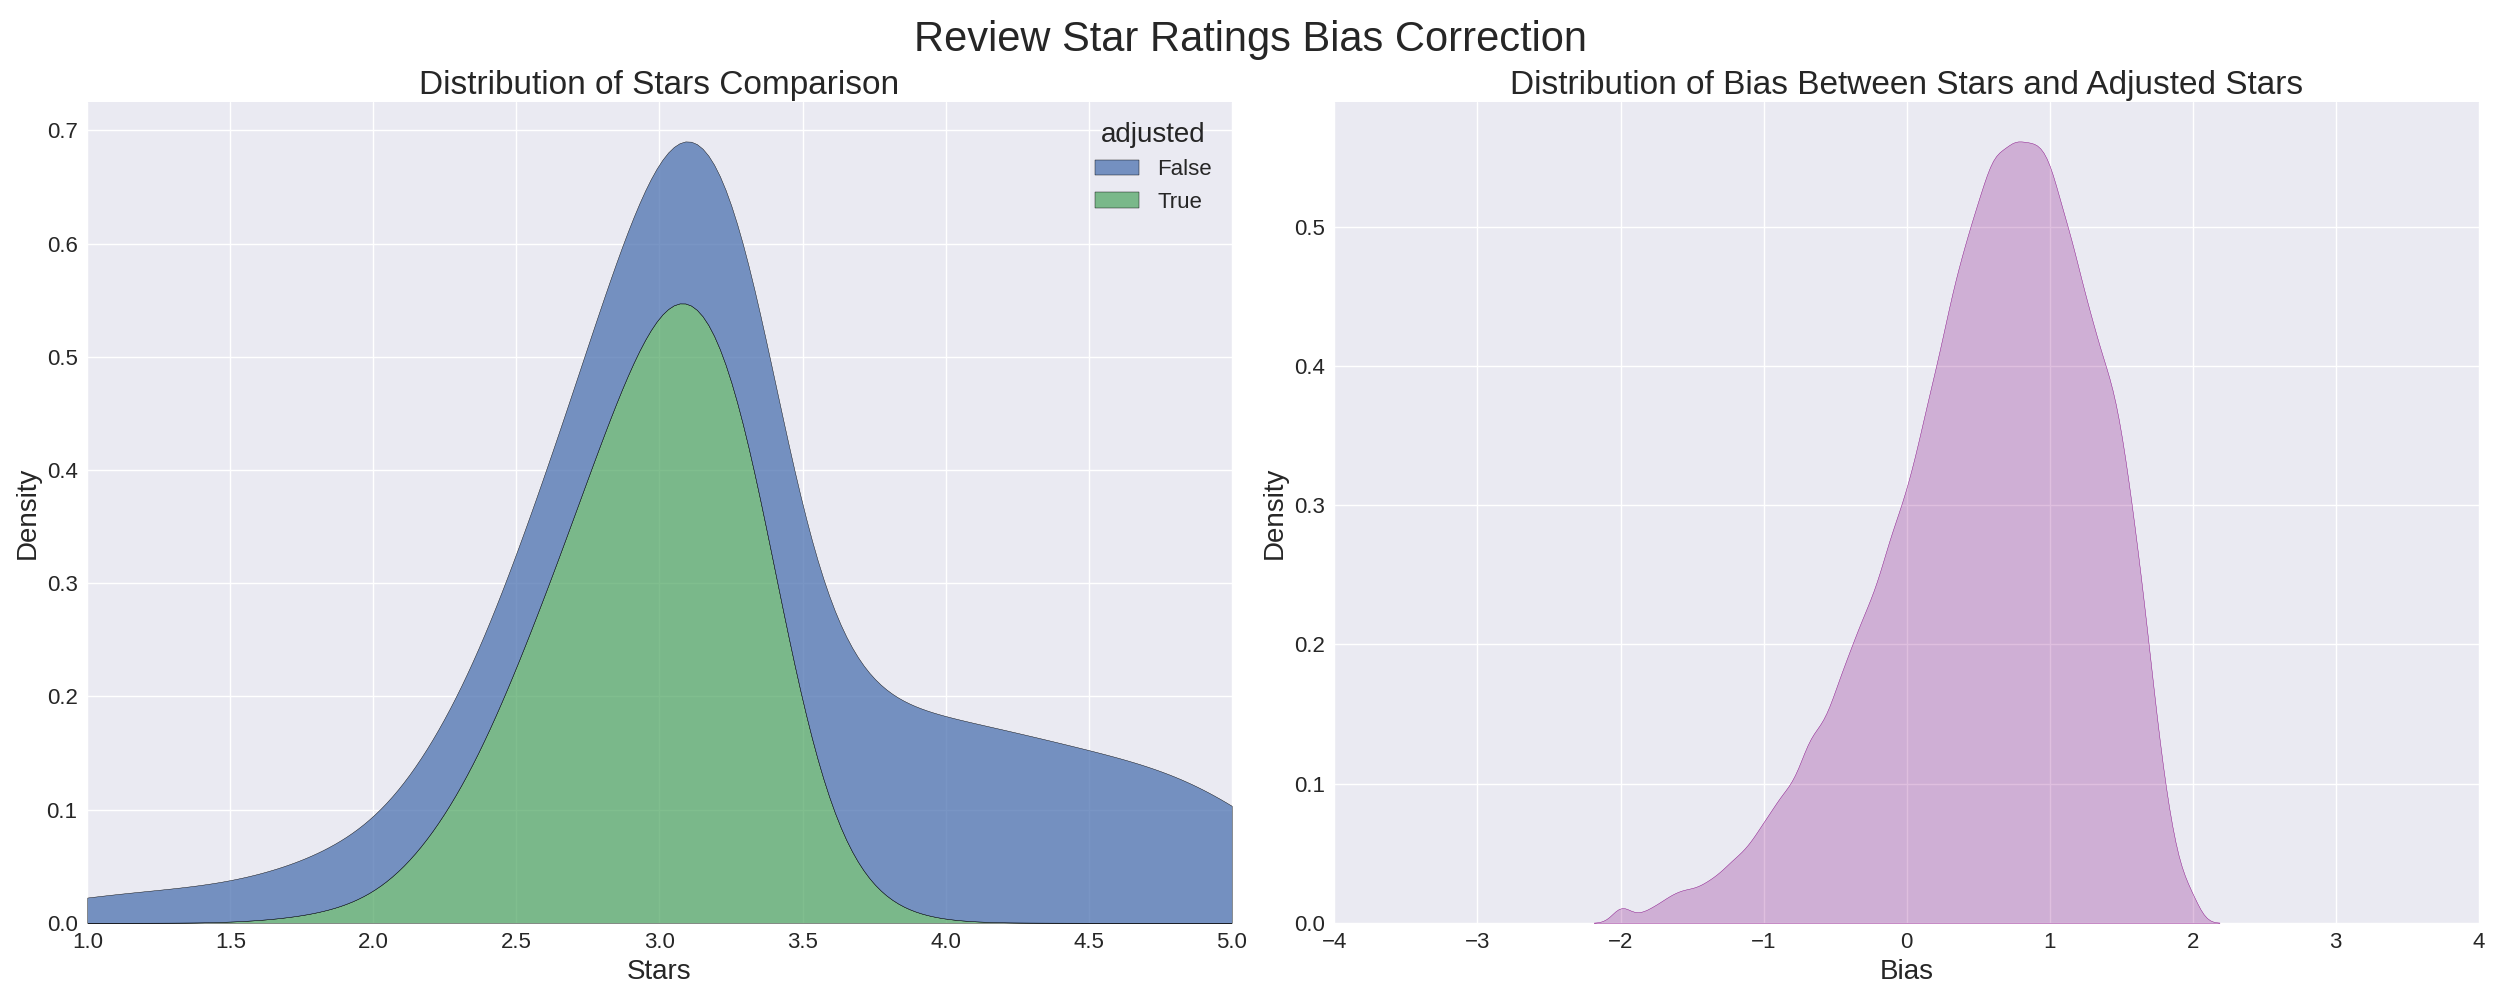 Review Star Ratings Bias Correction
Distribution of Stars Comparison
Distribution of Bias Between Stars and Adjusted Stars
adjusted
False
True
Density
0.7
0.6
0.5
0.4
0.3
0.2
0.1
0.0
1.0 1.5 2.0 2.5 3.0 3.5 4.0 4.5 5.0
Stars
Density
0.5
0.4
0.3
0.2
0.1
0.0
−4 −3 −2 −1 0 1 2 3 4
Bias